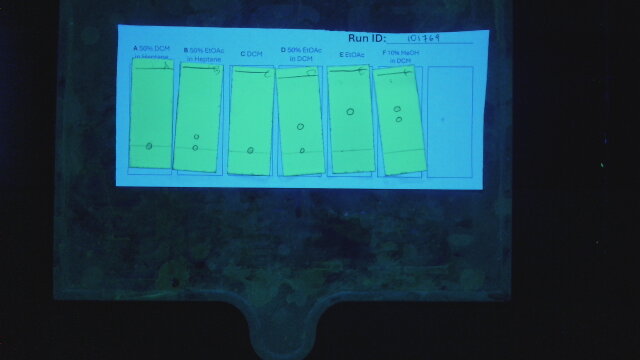 Run ID: 101769
A 50% DCM in Heptane
B 50% EtOAc in Heptane
C DCM
D 50% EtOAc in DCM
E EtOAc
F 10% MeOH in DCM